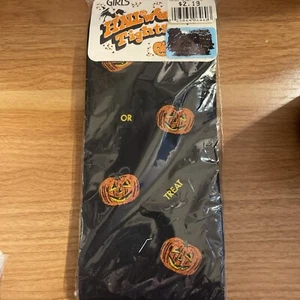 GIRLS
$2.19
Tights
OR
TREAT